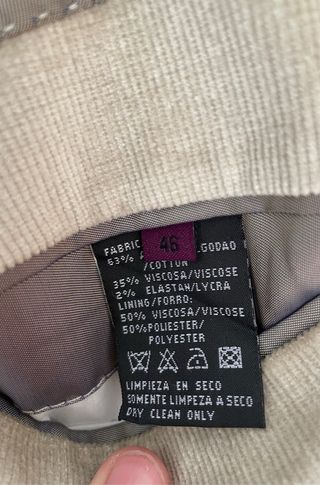 46
FABRIC
63% ALGODAO
/COTTON
35% VISCOSA/VISCOSE
2% ELASTAN/LYCRA
LINING/FORRO:
50% VISCOSA/VISCOSE
50%POLIESTER/
POLYESTER
LIMPIEZA EN SECO
SOMENTE LIMPEZA A SECO
DRY CLEAN ONLY